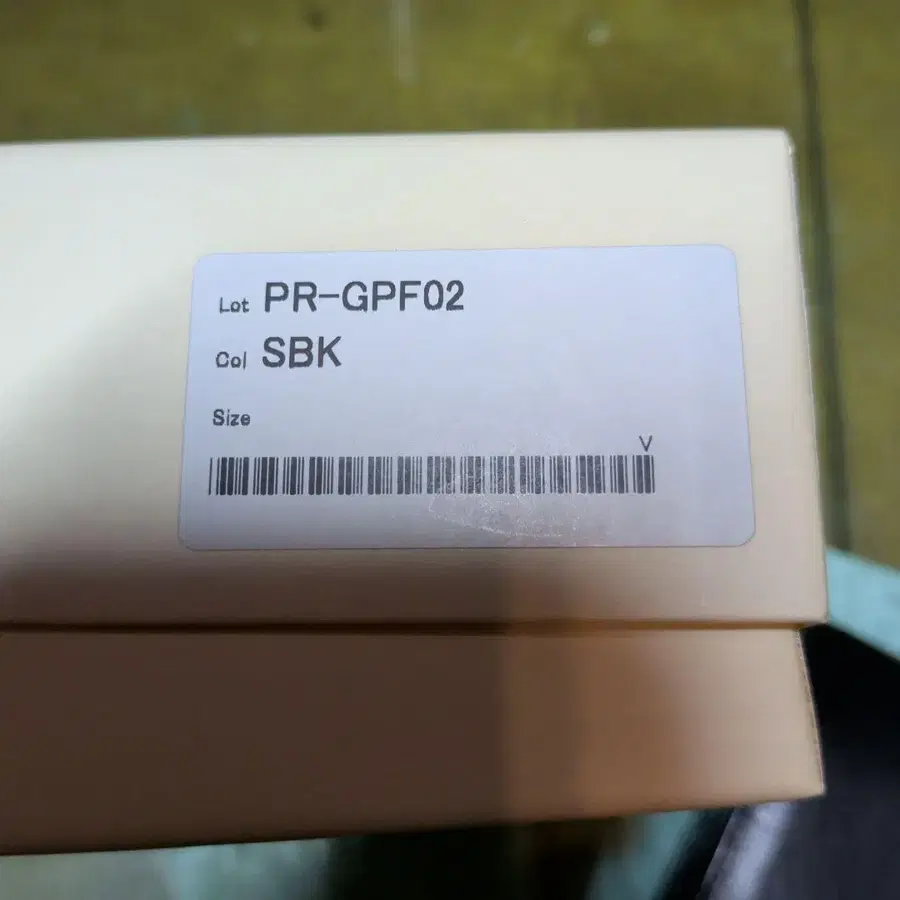 Lot PR-GPF02
Col SBK
Size
V